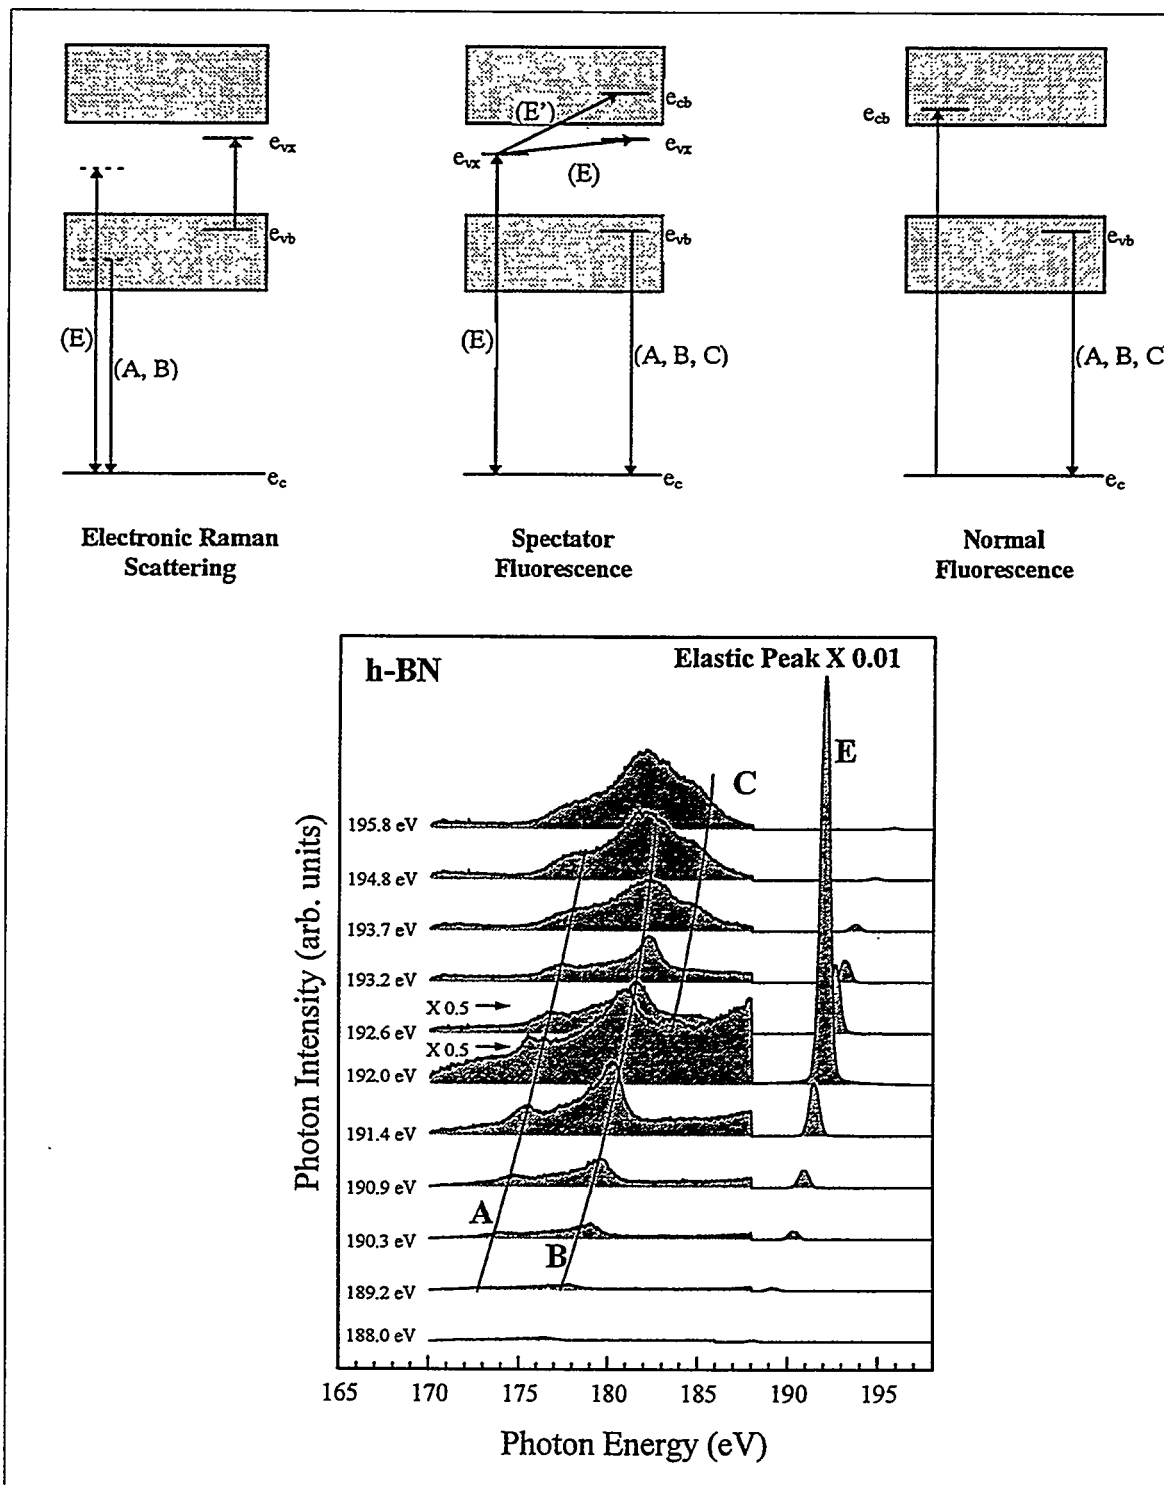 e_vx
e_vb
(E)
(A, B)
e_c
Electronic Raman
Scattering
(E')
e_cb
e_vx
e_vx
(E)
e_vb
(E)
(A, B, C)
e_c
Spectator
Fluorescence
e_cb
e_vb
(A, B, C
e_c
Normal
Fluorescence
h-BN
Elastic Peak X 0.01
E
C
195.8 eV
194.8 eV
193.7 eV
193.2 eV
X 0.5
192.6 eV
X 0.5
192.0 eV
191.4 eV
190.9 eV
A
190.3 eV
B
189.2 eV
188.0 eV
Photon Intensity (arb. units)
165 170 175 180 185 190 195
Photon Energy (eV)